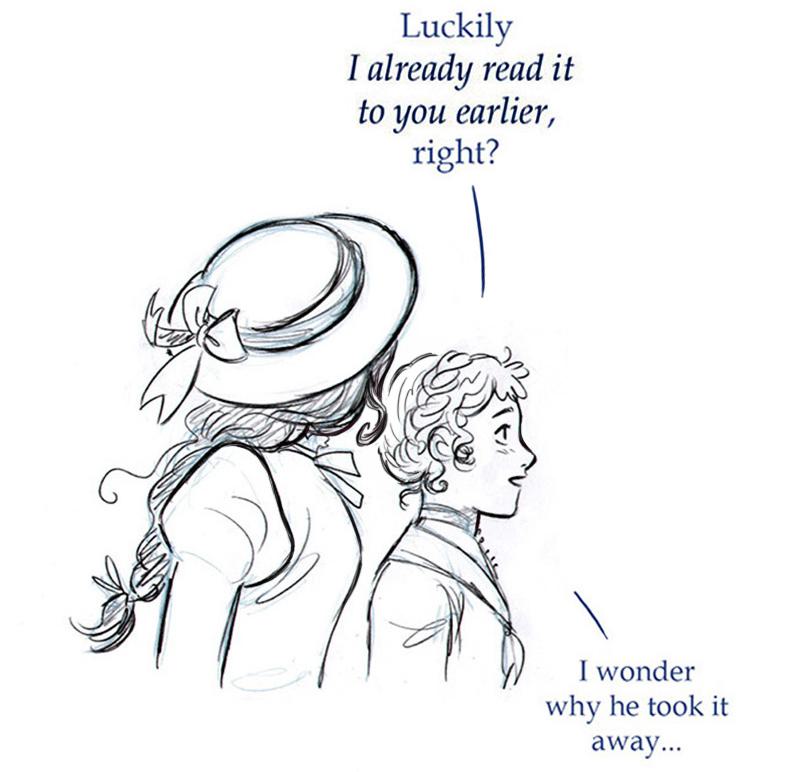 Luckily
I already read it
to you earlier,
right?
I wonder
why he took it
away...